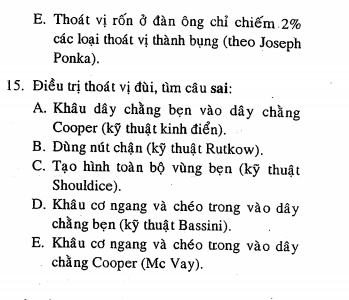 E. Thoát vị rốn ở đàn ông chỉ chiếm 2%
các loại thoát vị thành bụng (theo Joseph
Ponka).
15. Điều trị thoát vị đùi, tìm câu sai:
A. Khâu dây chằng bẹn vào dây chằng
Cooper (kỹ thuật kinh điển).
B. Dùng nút chận (kỹ thuật Rutkow).
C. Tạo hình toàn bộ vùng bẹn (kỹ thuật
Shouldice).
D. Khâu cơ ngang và chéo trong vào dây
chằng bẹn (kỹ thuật Bassini).
E. Khâu cơ ngang và chéo trong vào dây
chằng Cooper (Mc Vay).